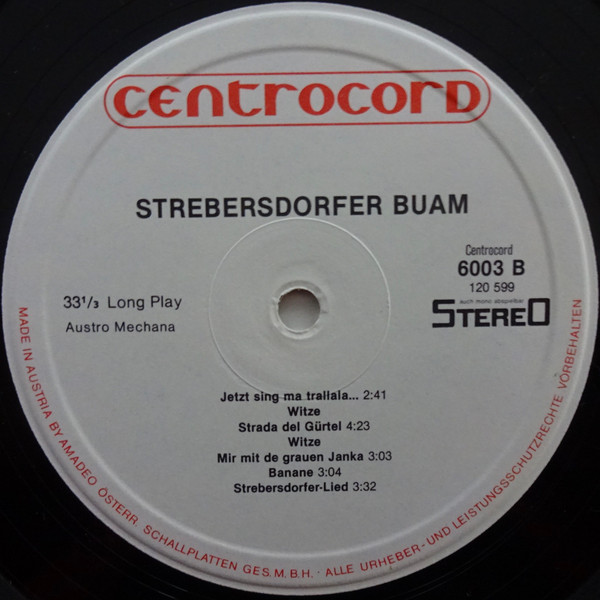 centrocord
STREBERSDORFER BUAM
Centrocord
6003 B
120 599
auch mono abspielbar
STEREO
33 1/3 Long Play
Austro Mechana
Jetzt sing ma trallala... 2:41
Witze
Strada del Gürtel 4:23
Witze
Mir mit de grauen Janka 3:03
Banane 3:04
Strebersdorfer-Lied 3:32
MADE IN AUSTRIA BY AMADEO ÖSTERR. SCHALLPLATTEN GES. M. B. H. · ALLE URHEBER- UND LEISTUNGSSCHUTZRECHTE VORBEHALTEN